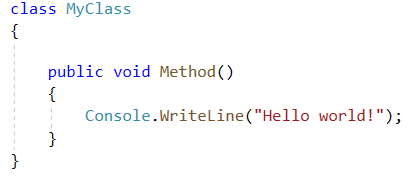 class MyClass
{
public void Method()
{
Console.WriteLine("Hello world!");
}
}